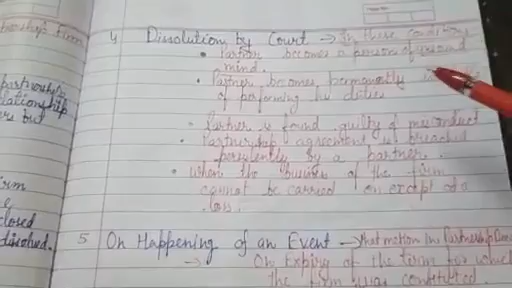 4 Dissolution by Court → In these conditions
• Partner becomes a person of unsound
mind.
• Partner becomes permanently
of performing his duties
• Partner is found guilty of misconduct
• Partnership agreement is breached
persistently by a partner.
• When the business of the firm
cannot be carried on except at a
loss.
5 On Happening of an Event → that mention in Partnership
→ On Expiry of the term for which
the firm was constituted.
partnership
lationship
but
closed
dissolved.